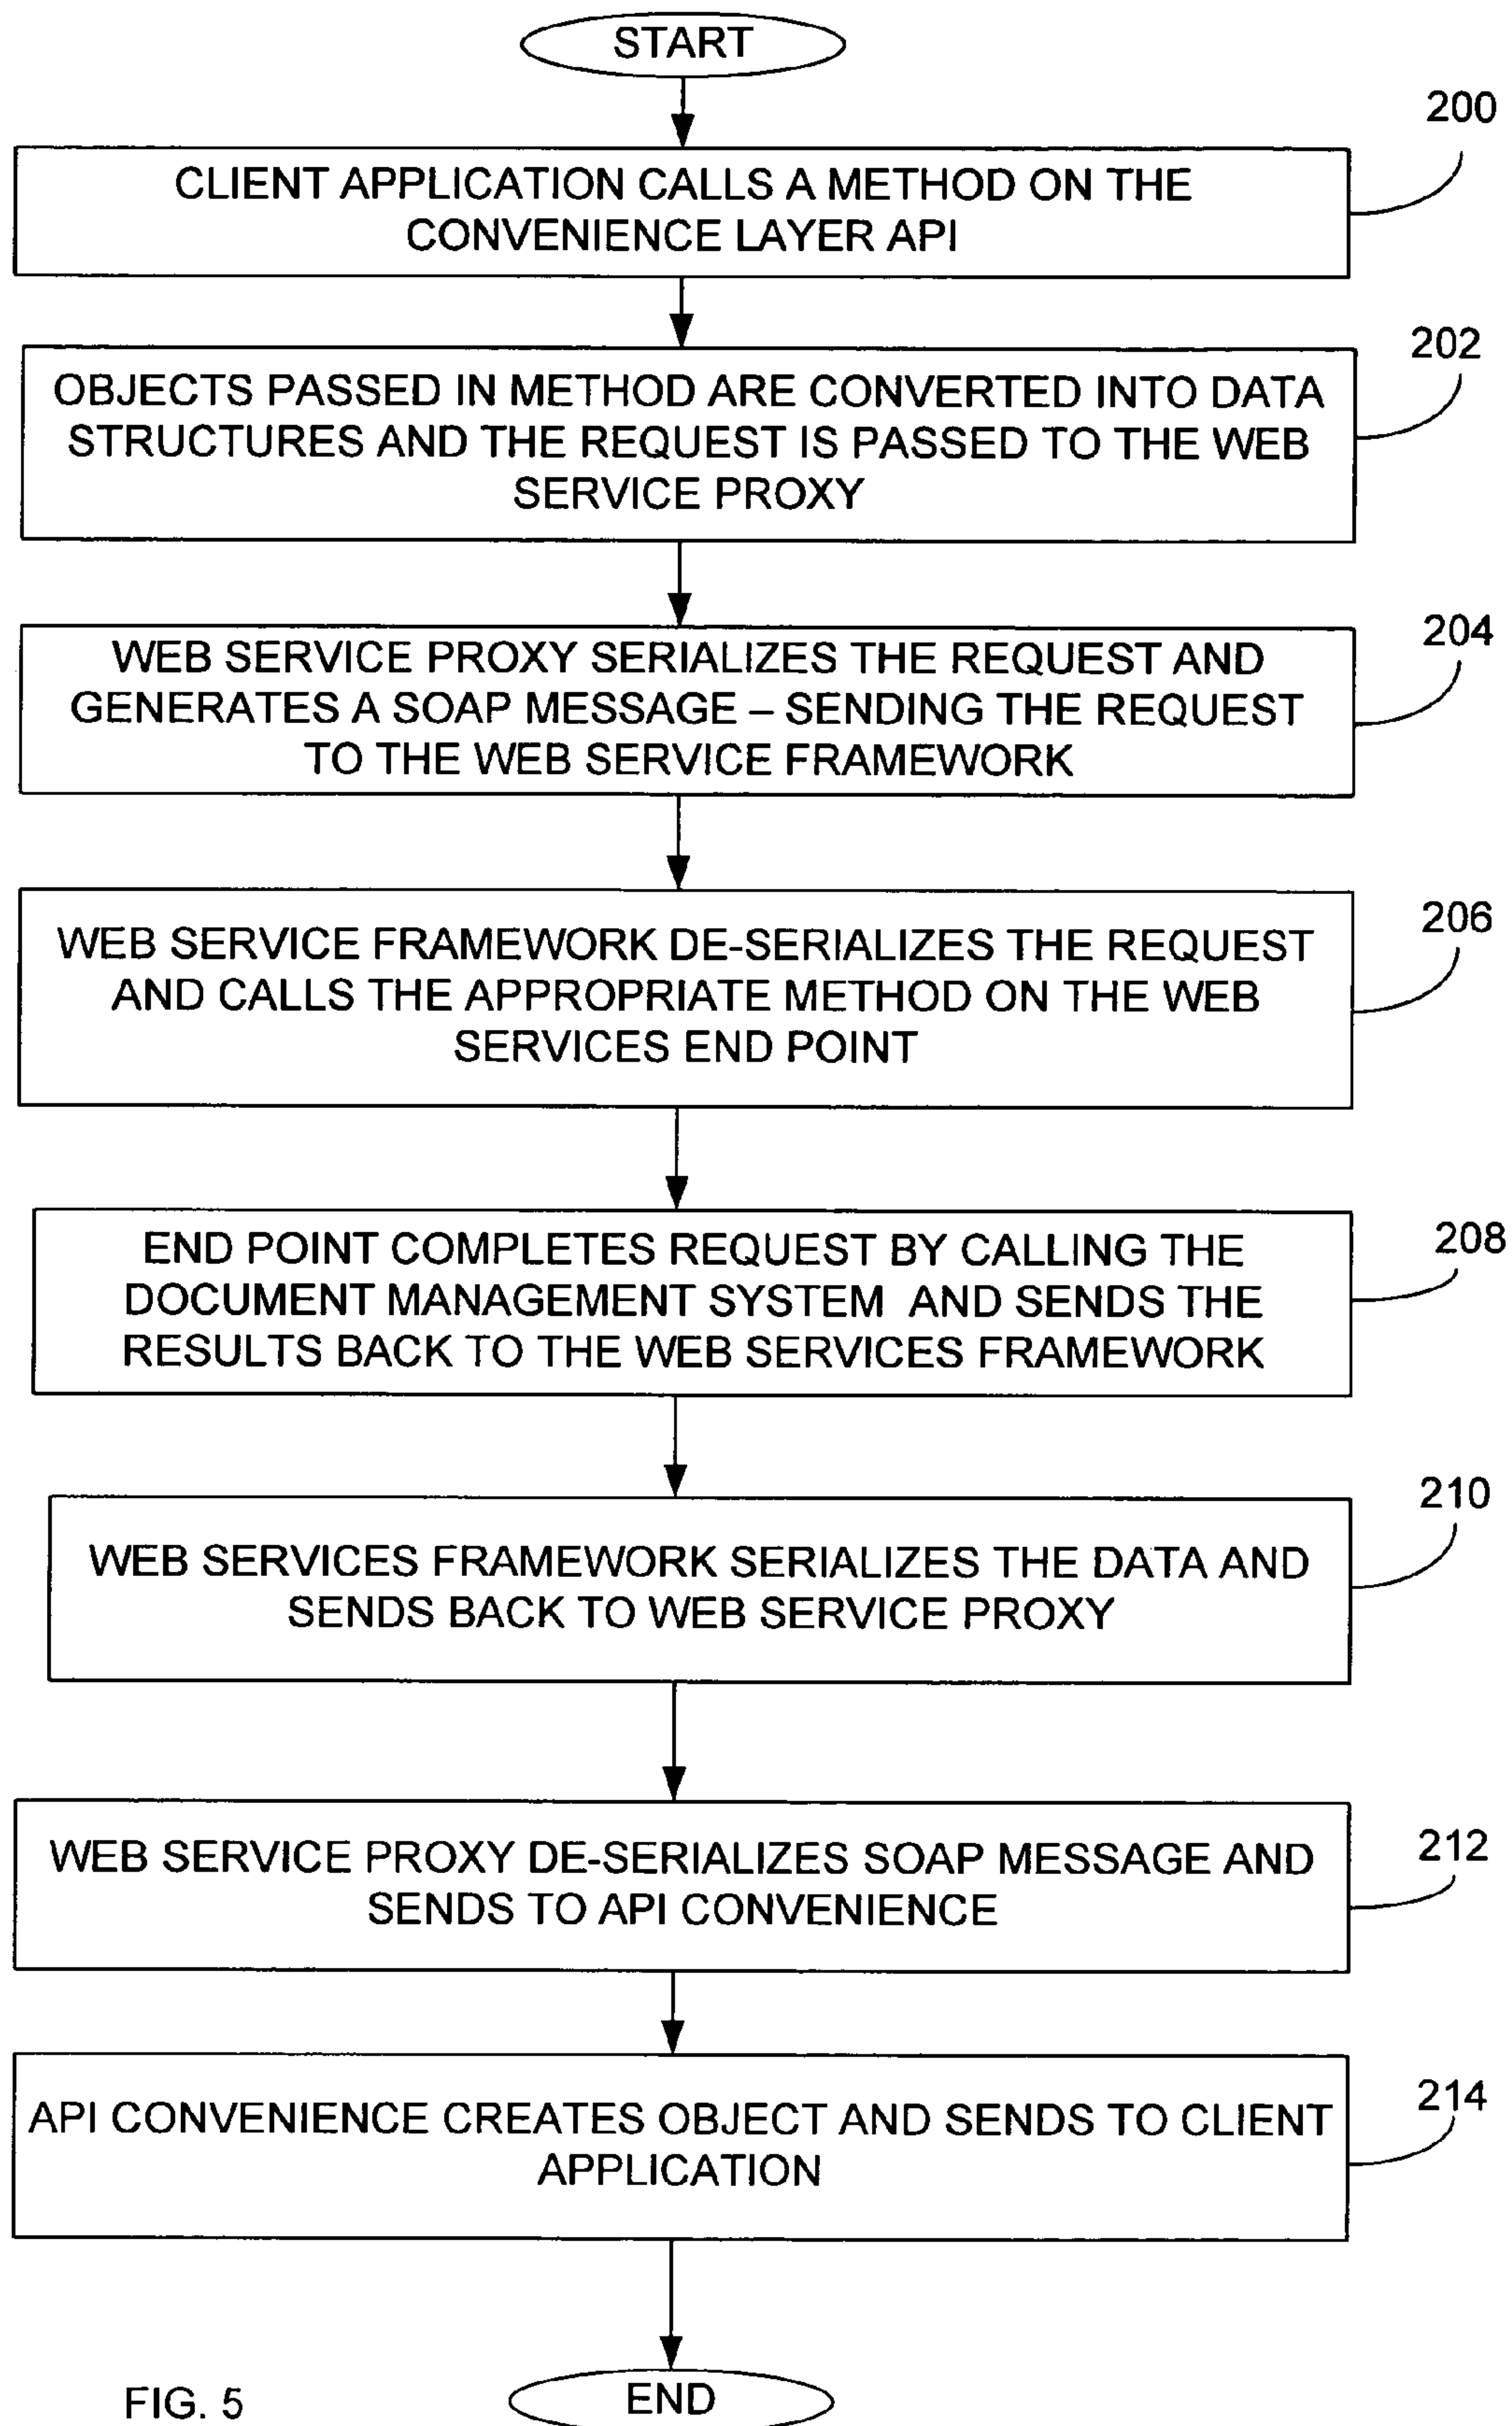 START
200
CLIENT APPLICATION CALLS A METHOD ON THE
CONVENIENCE LAYER API
202
OBJECTS PASSED IN METHOD ARE CONVERTED INTO DATA
STRUCTURES AND THE REQUEST IS PASSED TO THE WEB
SERVICE PROXY
204
WEB SERVICE PROXY SERIALIZES THE REQUEST AND
GENERATES A SOAP MESSAGE – SENDING THE REQUEST
TO THE WEB SERVICE FRAMEWORK
206
WEB SERVICE FRAMEWORK DE-SERIALIZES THE REQUEST
AND CALLS THE APPROPRIATE METHOD ON THE WEB
SERVICES END POINT
208
END POINT COMPLETES REQUEST BY CALLING THE
DOCUMENT MANAGEMENT SYSTEM AND SENDS THE
RESULTS BACK TO THE WEB SERVICES FRAMEWORK
210
WEB SERVICES FRAMEWORK SERIALIZES THE DATA AND
SENDS BACK TO WEB SERVICE PROXY
212
WEB SERVICE PROXY DE-SERIALIZES SOAP MESSAGE AND
SENDS TO API CONVENIENCE
214
API CONVENIENCE CREATES OBJECT AND SENDS TO CLIENT
APPLICATION
END
FIG. 5